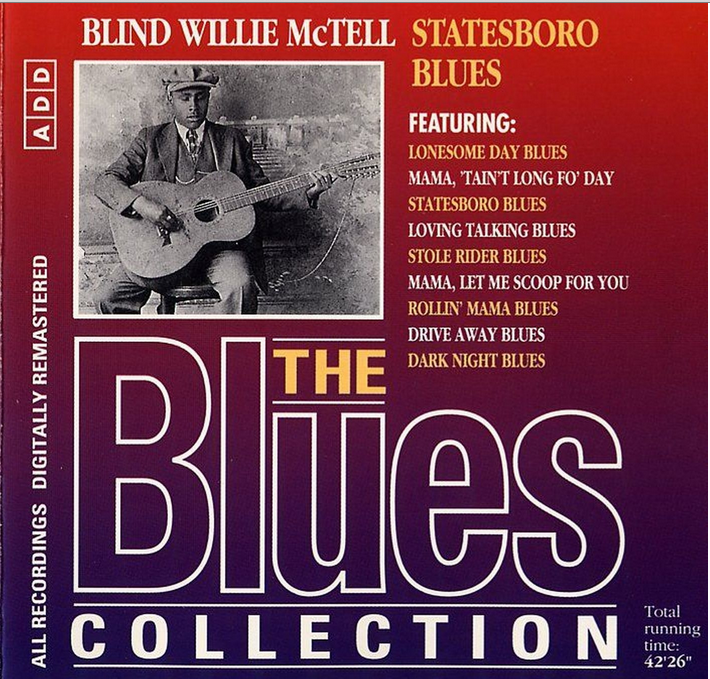 BLIND WILLIE McTELL
STATESBORO
BLUES
ADD
FEATURING:
LONESOME DAY BLUES
MAMA, 'TAIN'T LONG FO' DAY
STATESBORO BLUES
LOVING TALKING BLUES
STOLE RIDER BLUES
MAMA, LET ME SCOOP FOR YOU
ROLLIN' MAMA BLUES
DRIVE AWAY BLUES
DARK NIGHT BLUES
ALL RECORDINGS DIGITALLY REMASTERED
THE
Blues
COLLECTION
Total
running
time:
42'26"